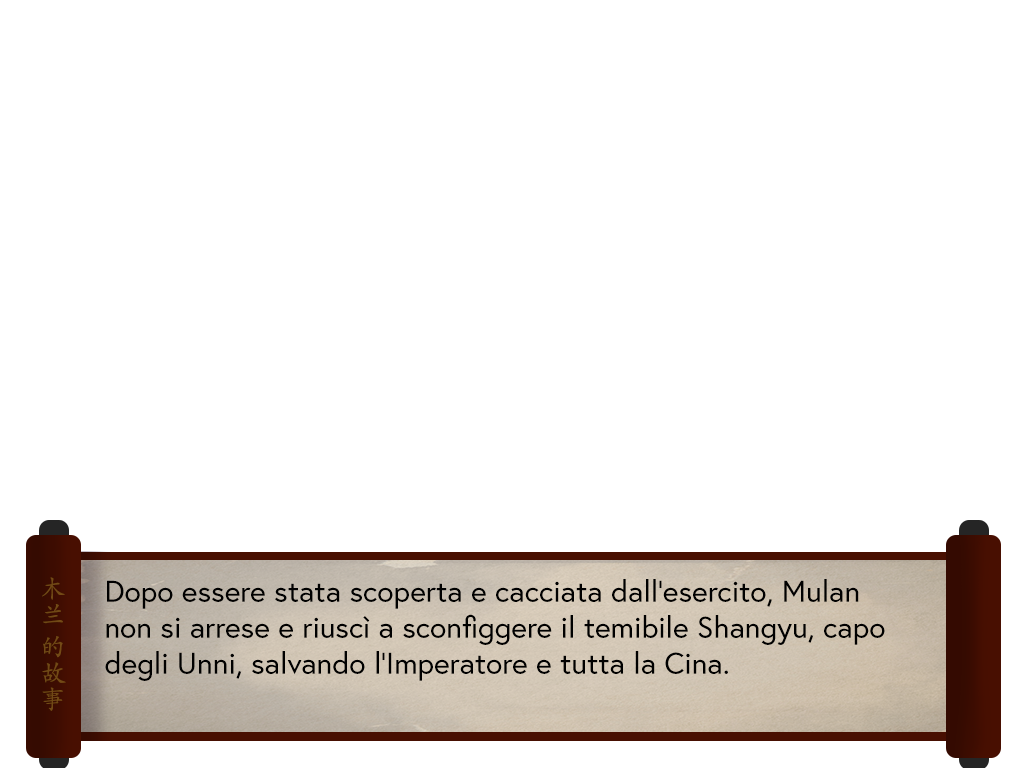 木兰的故事
Dopo essere stata scoperta e cacciata dall'esercito, Mulan
non si arrese e riuscì a sconfiggere il temibile Shangyu, capo
degli Unni, salvando l'Imperatore e tutta la Cina.